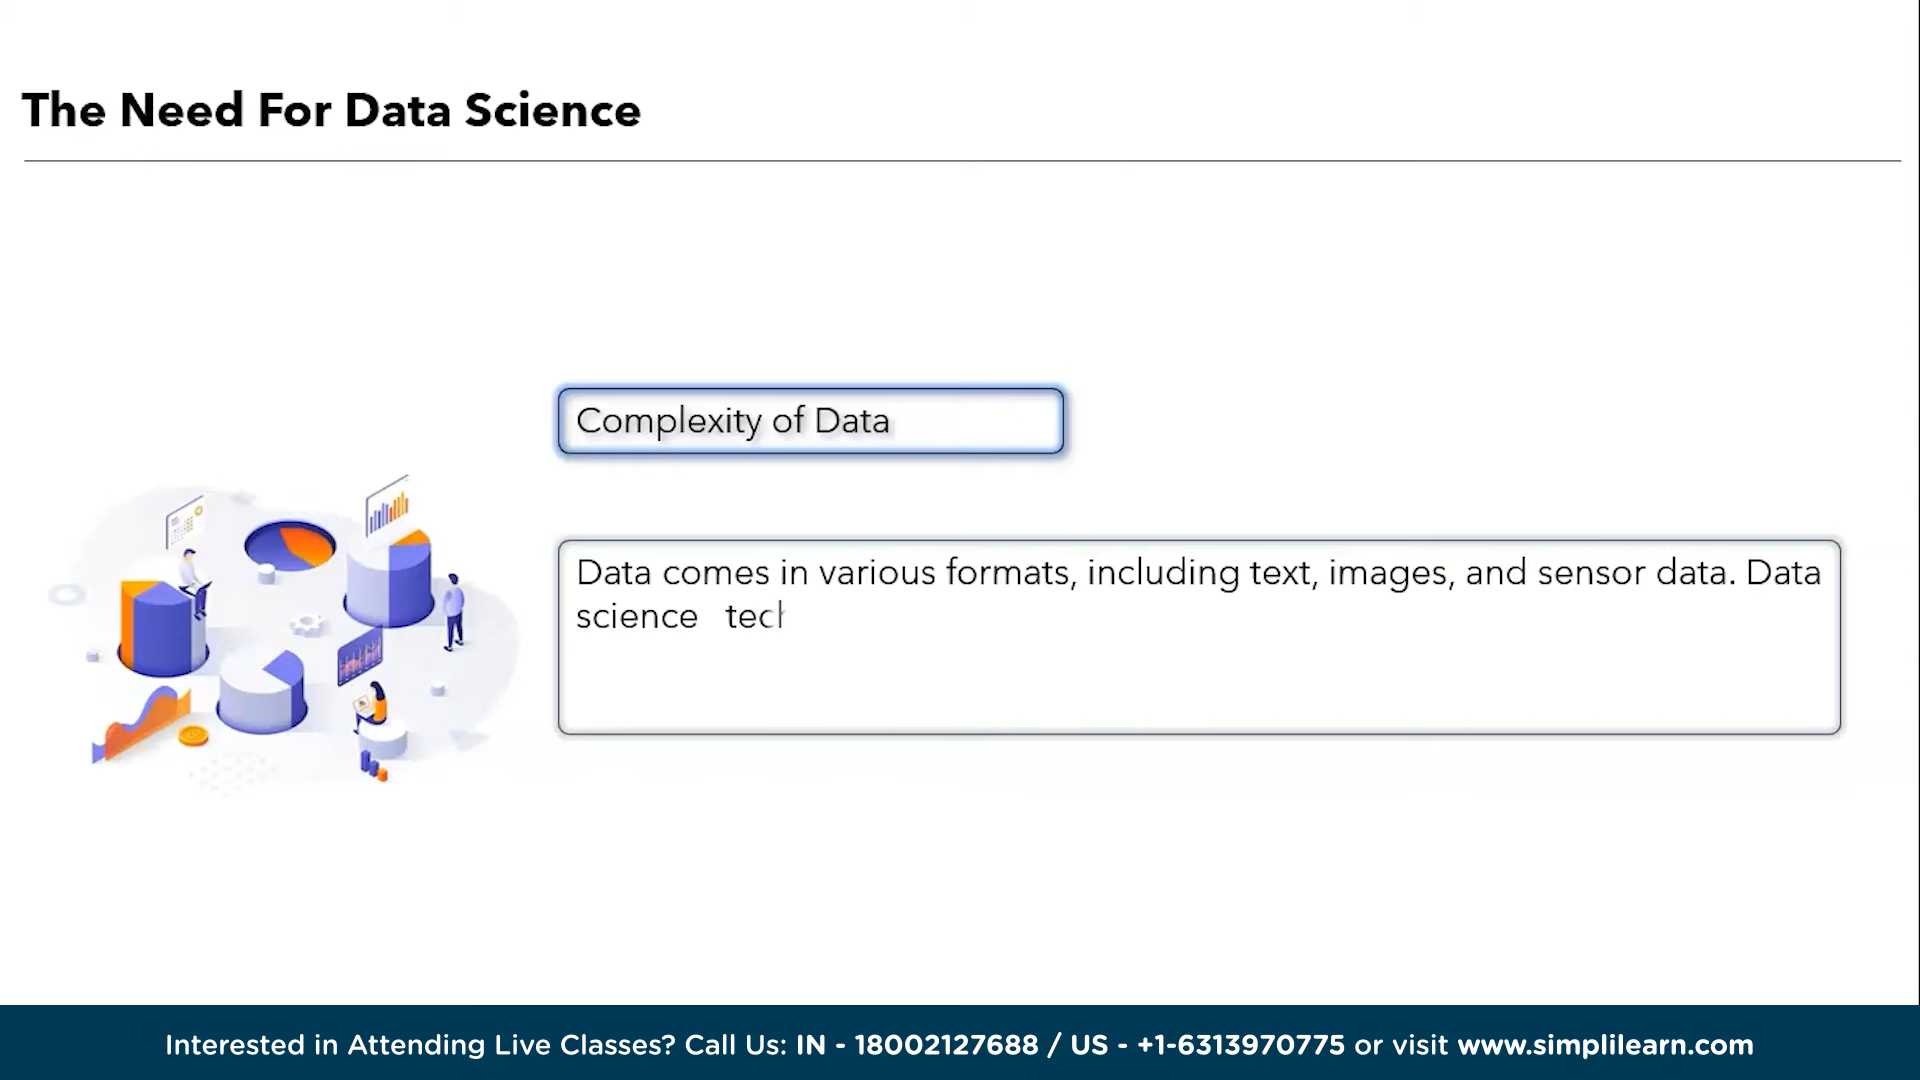 The Need For Data Science
Complexity of Data
Data comes in various formats, including text, images, and sensor data. Data
science
Interested in Attending Live Classes? Call Us: IN - 18002127688 / US - +1-6313970775 or visit www.simplilearn.com